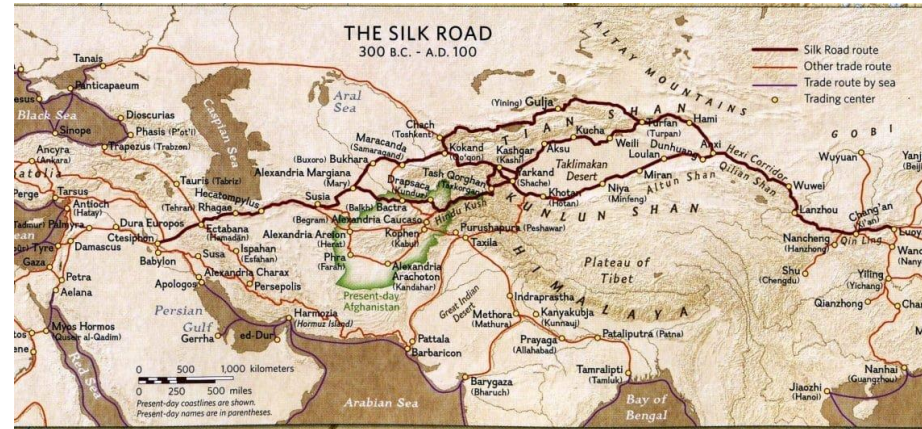 THE SILK ROAD
300 B.C. - A.D. 100
Silk Road route
Other trade route
Trade route by sea
Trading center
ALTAY MOUNTAINS
Tanais
Panticapaeum
Black Sea
Sinope
Dioscurias
Phasis (P'ot'i)
Trapezus (Trabzon)
Caspian Sea
Aral
Sea
Ancyra
(Ankara)
Perge
Tarsus
Antioch
(Hatay)
Palmyra
Tyre
Damascus
Gaza
Petra
Aelana
Myos Hormos
(Quseir al-Qadim)
Red Sea
Dura Europos
Ctesiphon
Babylon
Apologos
Tauris (Tabriz)
Hecatompylus
(Tehran) Rhagae
Ectabana
(Hamadan)
Susa
Ispahan
(Esfahan)
Alexandria Charax
Persepolis
Persian
Gulf
Gerrha
ed-Dur
Harmozia
(Hormuz Island)
Chach
(Toshkent)
Maracanda
(Samarqand)
(Buxoro) Bukhara
Alexandria Margiana
(Mary)
Susia
Drapsaca
(Kunduz)
(Balkh) Bactra
(Begram) Alexandria Caucaso
Alexandria Areion
(Herat)
Kophen
(Kabul)
Phra
(Farah)
Alexandria
Arachoton
(Kandahar)
Present-day
Afghanistan
Hindu Kush
Kokand
(Qo'qon)
Tash Qorghan
(Taxkorgan)
Kashgar
(Kashi)
Yarkand
(Shache)
Khotan
(Hotan)
Niya
(Minfeng)
Miran
Loulan
Dunhuang
Anxi
Aksu
Kucha
Weili
Turfan
(Turpan)
Hami
(Yining) Gulja
TIAN SHAN
Taklimakan
Desert
Altun Shan
KUNLUN SHAN
Hexi Corridor
Qilian Shan
GOBI
Wuyuan
Wuwei
Lanzhou
Chang'an
(Xi'an)
Qin Ling
Nancheng
(Hanzhong)
Shu
(Chengdu)
Yiling
(Yichang)
Qianzhong
Nanhai
(Guangzhou)
Jiaozhi
(Hanoi)
Plateau of
Tibet
HIMALAYA
Purushapura (Peshawar)
Taxila
Great Indian
Desert
Indraprastha
Methora
(Mathura)
Kanyakubja
(Kunnauj)
Prayaga
(Allahabad)
Pataliputra (Patna)
Tamralipti
(Tamluk)
Pattala
Barbaricon
Barygaza
(Bharuch)
Arabian Sea
Bay of
Bengal
0 500 1,000 kilometers
0 250 500 miles
Present-day coastlines are shown.
Present-day names are in parentheses.